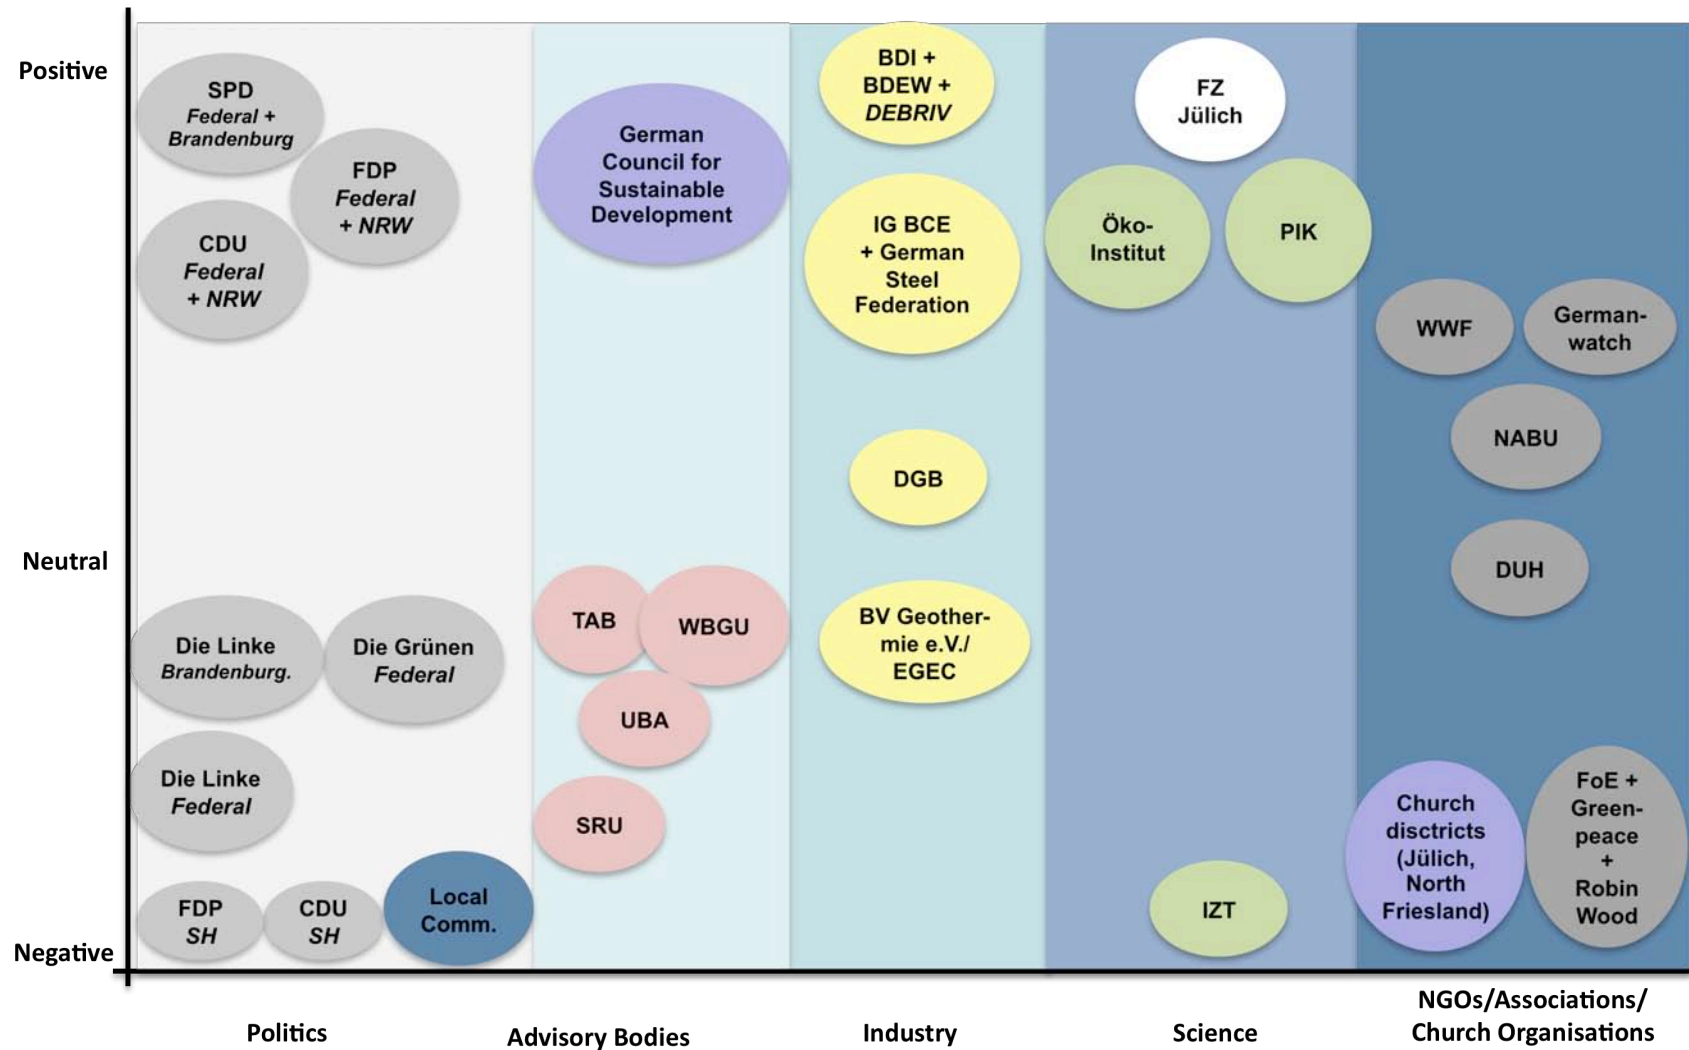 Positive
Neutral
Negative
SPD
Federal +
Brandenburg
FDP
Federal
+ NRW
CDU
Federal
+ NRW
Die Linke
Brandenburg.
Die Grünen
Federal
Die Linke
Federal
FDP
SH
CDU
SH
Local
Comm.
German
Council for
Sustainable
Development
TAB
WBGU
UBA
SRU
BDI +
BDEW +
DEBRIV
IG BCE
+ German
Steel
Federation
DGB
BV Geother-
mie e.V./
EGEC
FZ
Jülich
Öko-
Institut
PIK
IZT
WWF
German-
watch
NABU
DUH
Church
disctricts
(Jülich,
North
Friesland)
FoE +
Green-
peace
+
Robin
Wood
Politics
Advisory Bodies
Industry
Science
NGOs/Associations/
Church Organisations